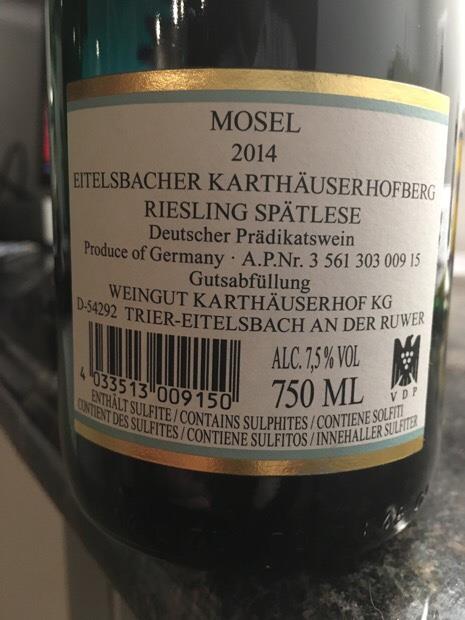 MOSEL
2014
EITELSBACHER KARTHÄUSERHOFBERG
RIESLING SPÄTLESE
Deutscher Prädikatswein
Produce of Germany · A.P.Nr. 3 561 303 009 15
Gutsabfüllung
WEINGUT KARTHÄUSERHOF KG
D-54292 TRIER-EITELSBACH AN DER RUWER
ALC. 7,5 % VOL
750 ML
VDP
4 033513 009150
ENTHÄLT SULFITE / CONTAINS SULPHITES / CONTIENE SOLFITI
CONTIENT DES SULFITES / CONTIENE SULFITOS / INNEHALLER SULFITER